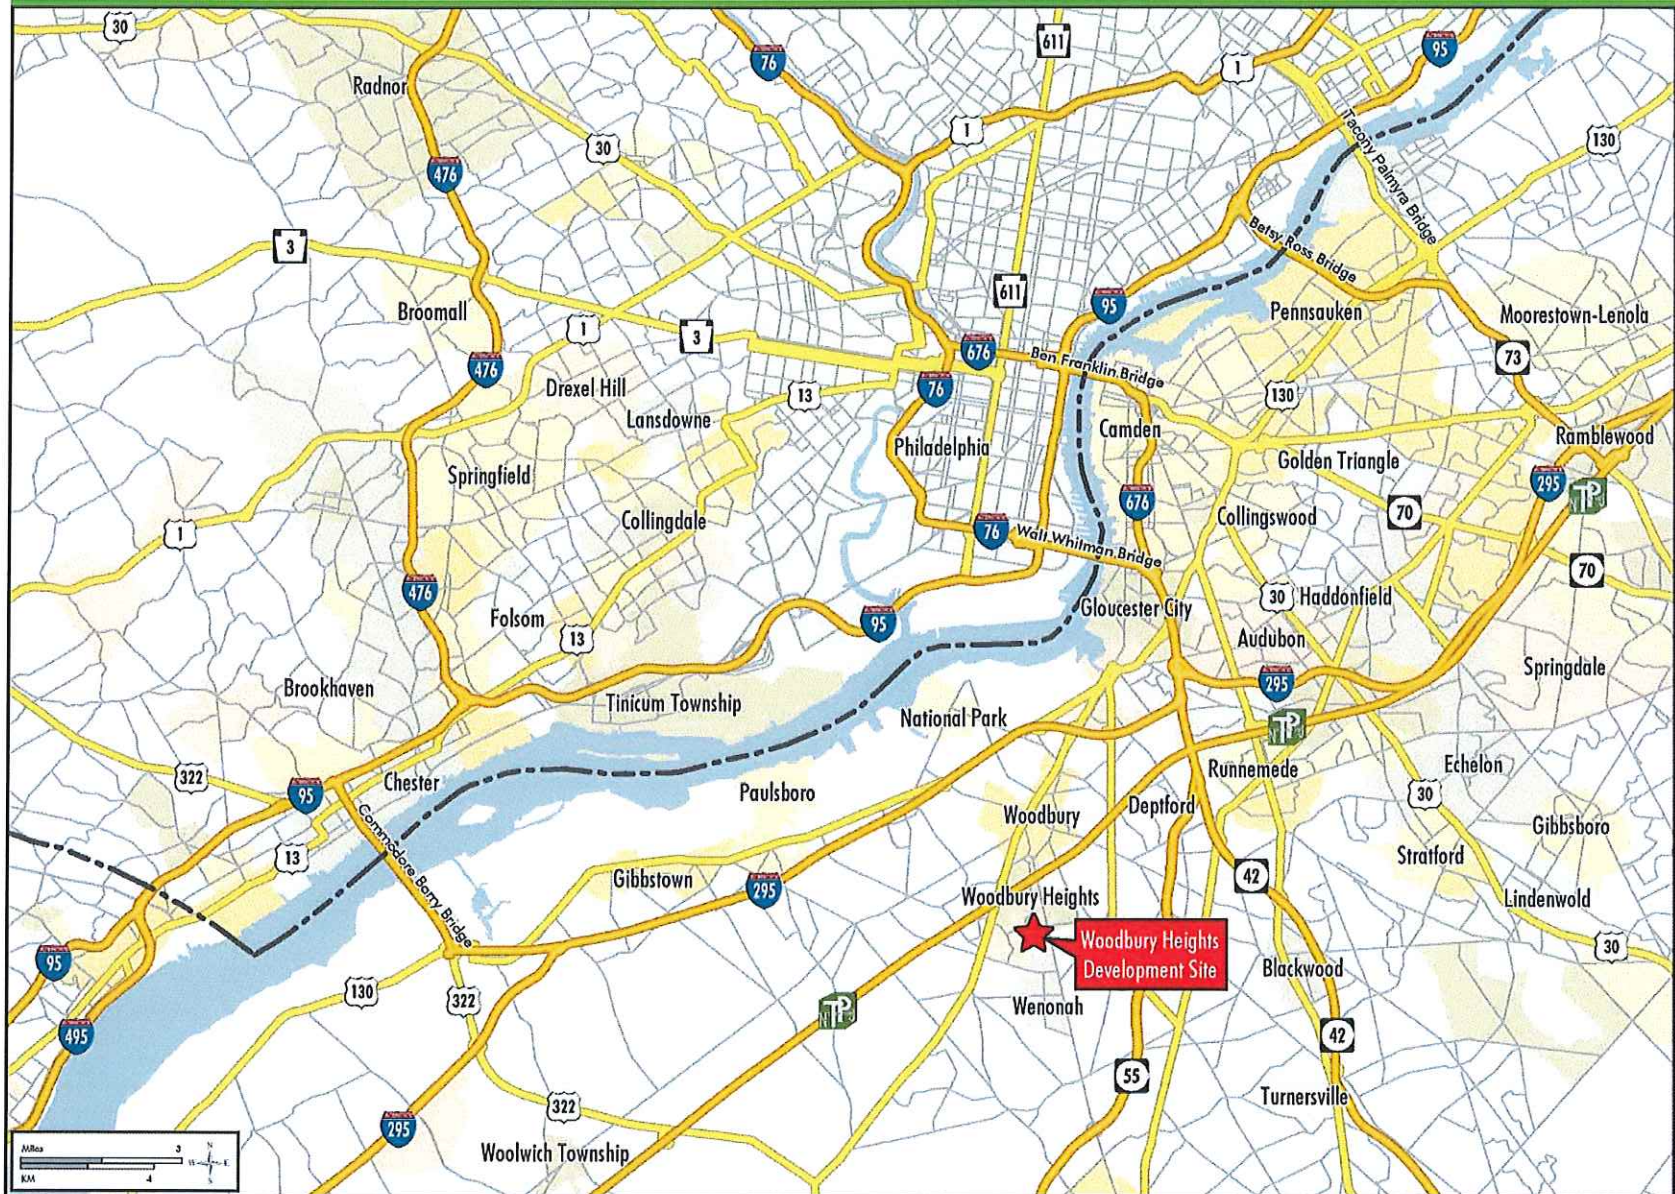 30
76
611
1
95
Radnor
1
Tacony Palmyra Bridge
130
30
476
3
Betsy Ross Bridge
611
95
Broomall
Pennsauken
Moorestown-Lenola
1
3
676
Ben Franklin Bridge
73
476
76
Drexel Hill
13
130
Lansdowne
Camden
Ramblewood
Philadelphia
Golden Triangle
Springfield
295
TP
676
Collingdale
Collingswood
70
1
76
Walt Whitman Bridge
70
476
30
Haddonfield
Folsom
Gloucester City
95
13
Audubon
Springdale
Brookhaven
295
Tinicum Township
National Park
TP
322
Chester
Runnemede
Echelon
95
Paulsboro
Deptford
30
Woodbury
Commodore Barry Bridge
Gibbsboro
13
Stratford
42
Gibbstown
295
Woodbury Heights
Lindenwold
Woodbury Heights
Development Site
30
95
Blackwood
130
322
Wenonah
TP
495
42
55
Turnersville
322
295
Woolwich Township
Miles 3
N
W E
S
KM 4